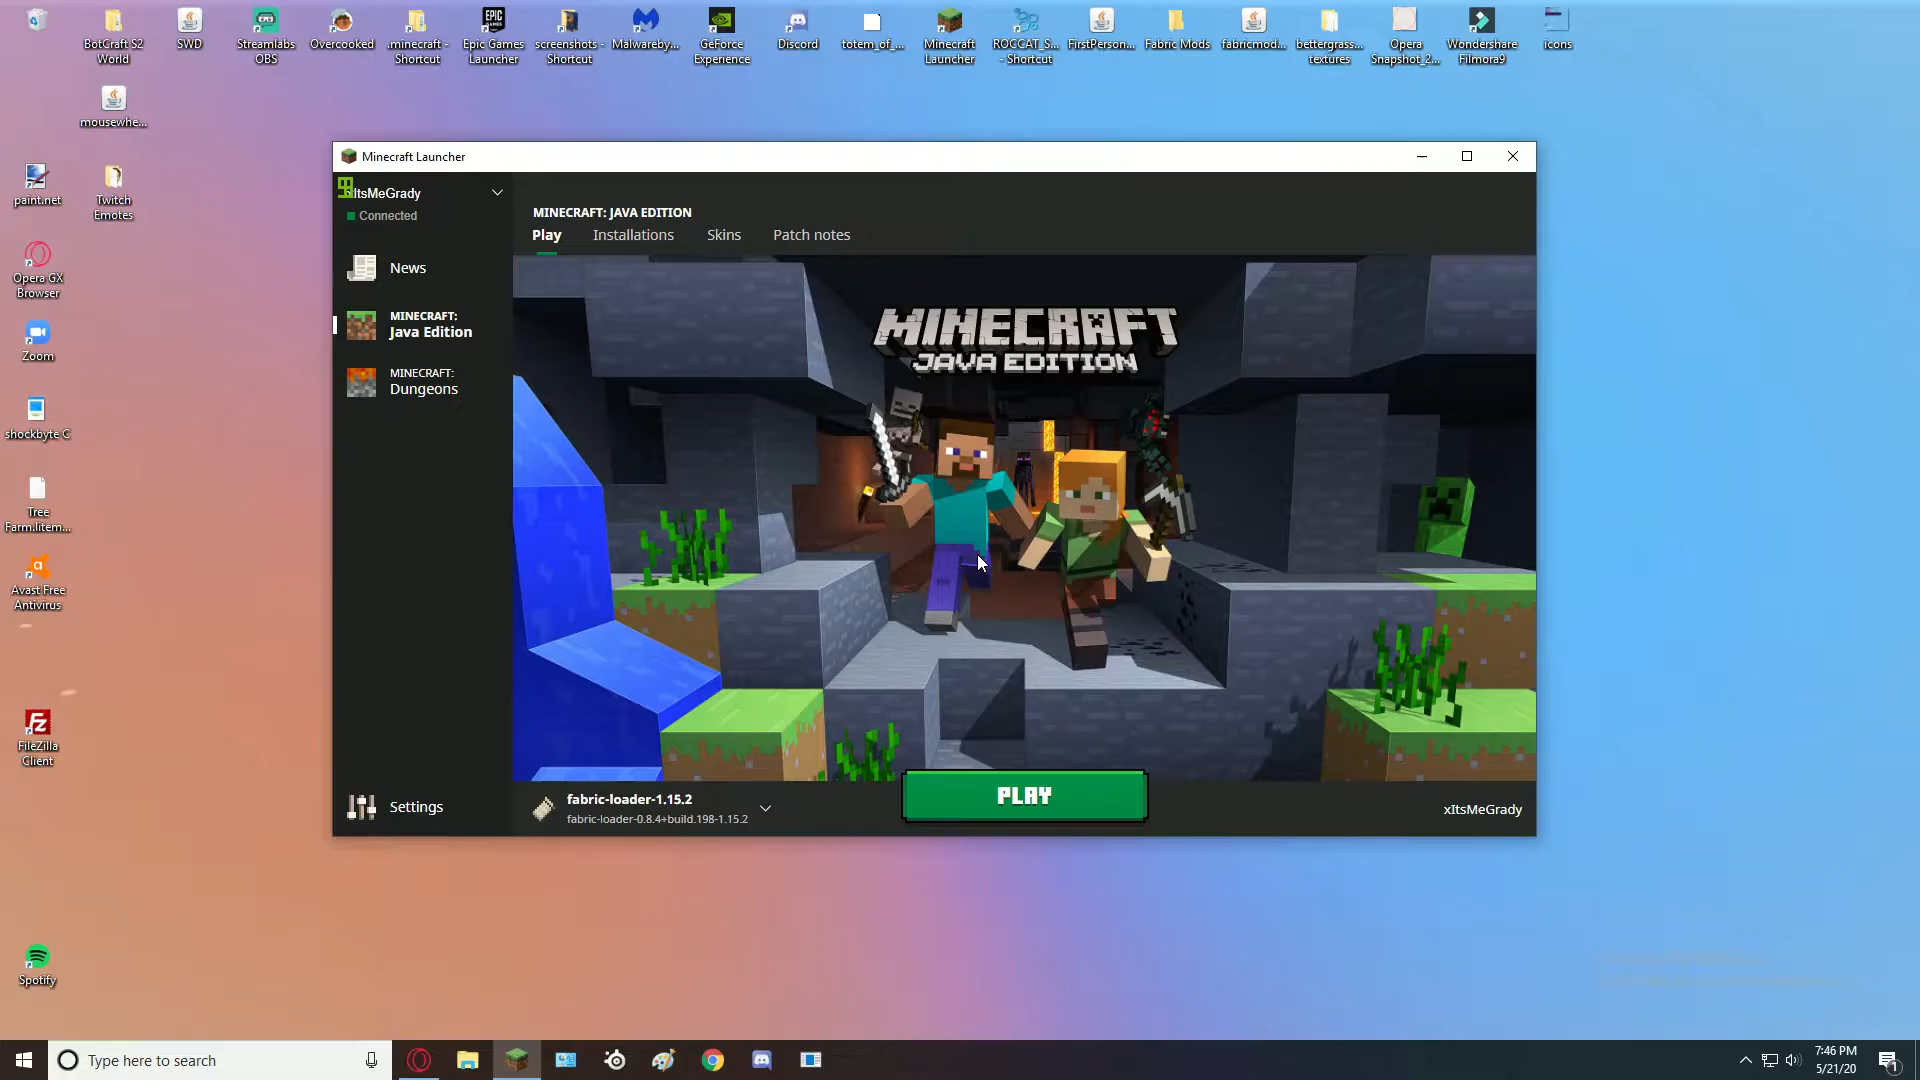 BotCraft S2
World
SWD
Streamlabs
OBS
Overcooked
.minecraft -
Shortcut
Epic Games
Launcher
screenshots -
Shortcut
Malwareby...
GeForce
Experience
Discord
totem_of_...
Minecraft
Launcher
ROCCAT_S...
- Shortcut
FirstPerson...
Fabric Mods
fabricmod...
bettergrass...
textures
Opera
Snapshot_2...
Wondershare
Filmora9
icons
mousewhe...
paint.net
Twitch
Emotes
Opera GX
Browser
Zoom
shockbyte C
Tree
Farm.litem...
Avast Free
Antivirus
FileZilla
Client
Spotify
Minecraft Launcher
xItsMeGrady
Connected
News
MINECRAFT:
Java Edition
MINECRAFT:
Dungeons
Settings
MINECRAFT: JAVA EDITION
Play Installations Skins Patch notes
MINECRAFT
JAVA EDITION
fabric-loader-1.15.2
fabric-loader-0.8.4+build.198-1.15.2
PLAY
xItsMeGrady
Type here to search
7:46 PM
5/21/20
1